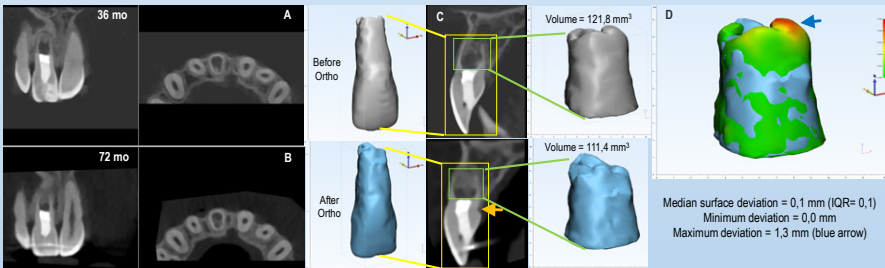 36 mo
A
Before
Ortho
C
Volume = 121,8 mm³
D
72 mo
B
After
Ortho
Volume = 111,4 mm³
Median surface deviation = 0,1 mm (IQR= 0,1)
Minimum deviation = 0,0 mm
Maximum deviation = 1,3 mm (blue arrow)